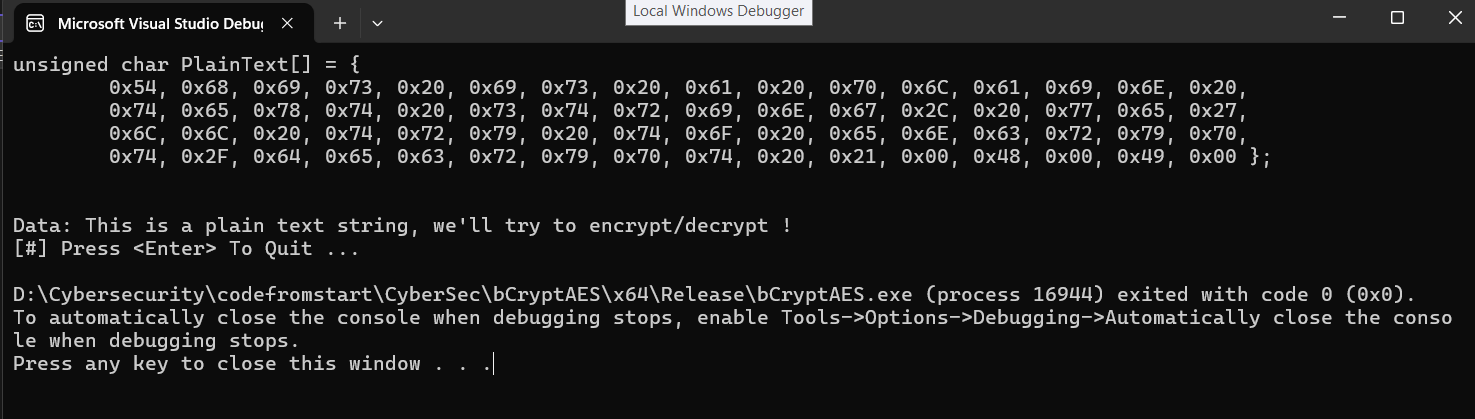 Microsoft Visual Studio Debu
Local Windows Debugger
unsigned char PlainText[] = {
0x54, 0x68, 0x69, 0x73, 0x20, 0x69, 0x73, 0x20, 0x61, 0x20, 0x70, 0x6C, 0x61, 0x69, 0x6E, 0x20,
0x74, 0x65, 0x78, 0x74, 0x20, 0x73, 0x74, 0x72, 0x69, 0x6E, 0x67, 0x2C, 0x20, 0x77, 0x65, 0x27,
0x6C, 0x6C, 0x20, 0x74, 0x72, 0x79, 0x20, 0x74, 0x6F, 0x20, 0x65, 0x6E, 0x63, 0x72, 0x79, 0x70,
0x74, 0x2F, 0x64, 0x65, 0x63, 0x72, 0x79, 0x70, 0x74, 0x20, 0x21, 0x00, 0x48, 0x00, 0x49, 0x00 };
Data: This is a plain text string, we'll try to encrypt/decrypt !
[#] Press <Enter> To Quit ...
D:\Cybersecurity\codefromstart\CyberSec\bCryptAES\x64\Release\bCryptAES.exe (process 16944) exited with code 0 (0x0).
To automatically close the console when debugging stops, enable Tools->Options->Debugging->Automatically close the conso
le when debugging stops.
Press any key to close this window . . .